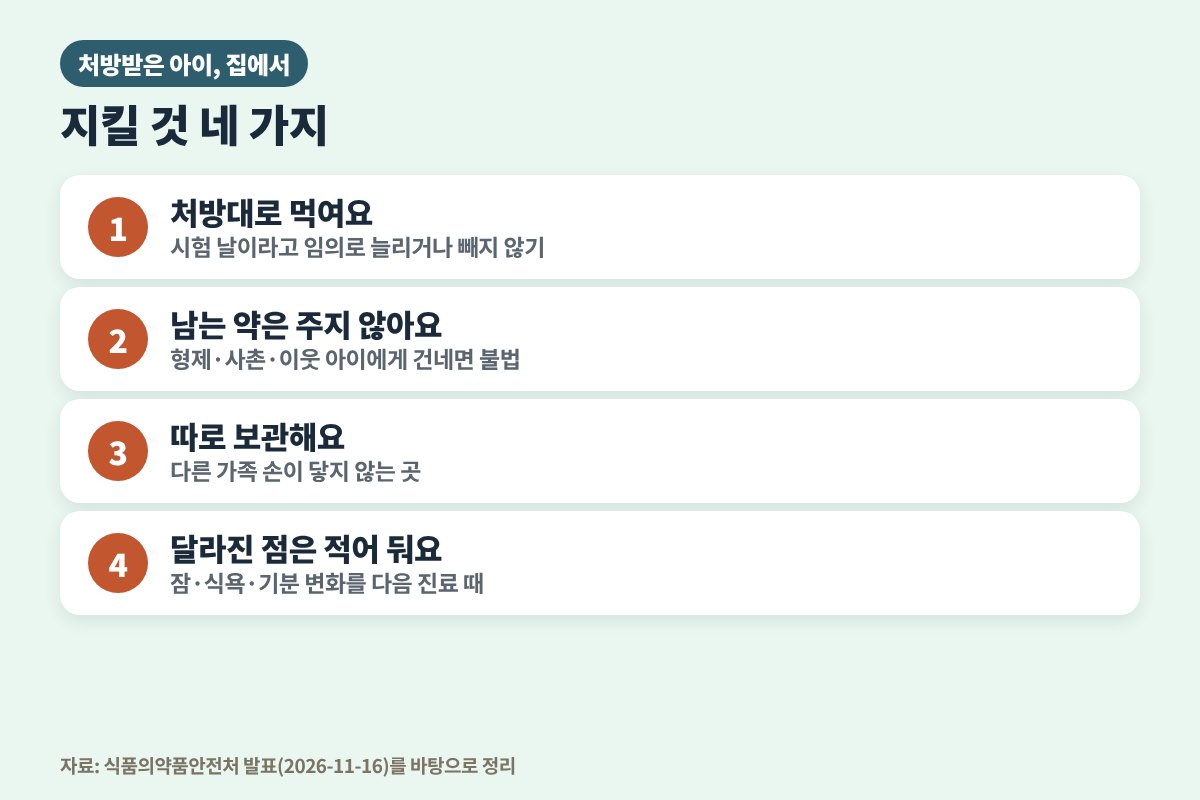 처방받은 아이, 집에서
지킬 것 네 가지
1
처방대로 먹여요
시험 날이라고 임의로 늘리거나 빼지 않기
2
남는 약은 주지 않아요
형제·사촌·이웃 아이에게 건네면 불법
3
따로 보관해요
다른 가족 손이 닿지 않는 곳
4
달라진 점은 적어 둬요
잠·식욕·기분 변화를 다음 진료 때
자료: 식품의약품안전처 발표(2026-11-16)를 바탕으로 정리